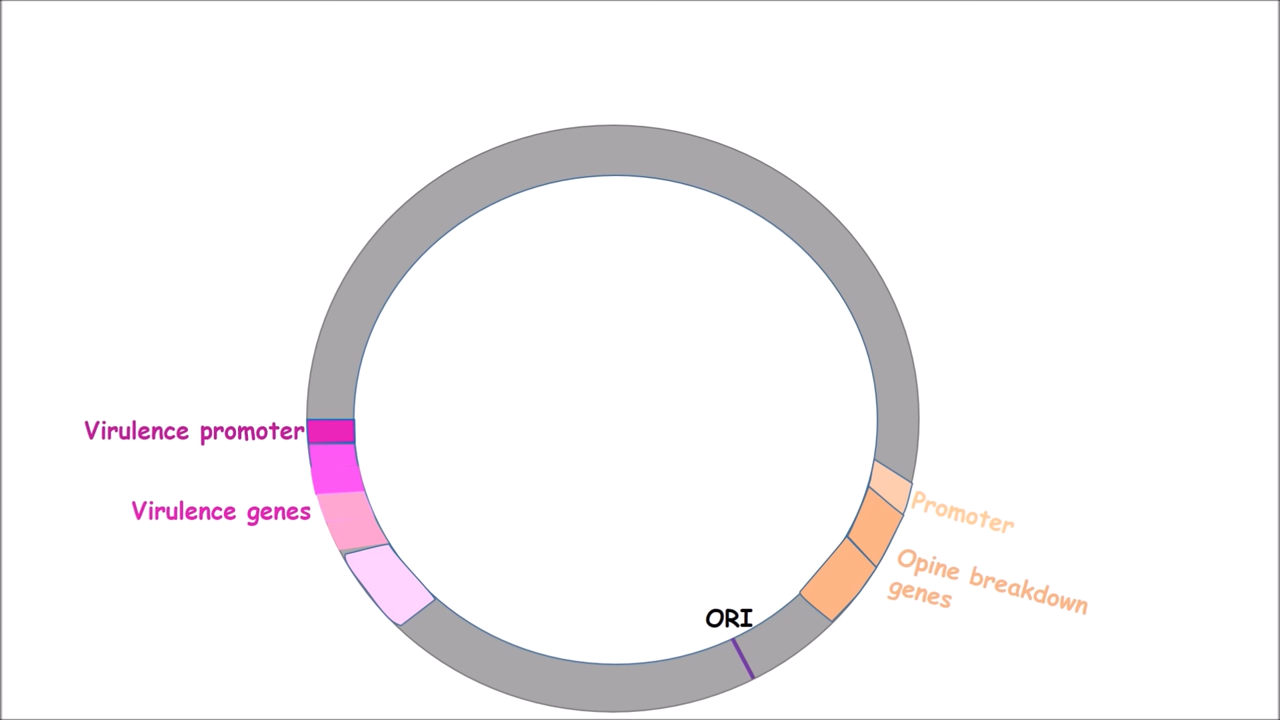 Virulence promoter
Virulence genes
Promoter
Opine breakdown
genes
ORI